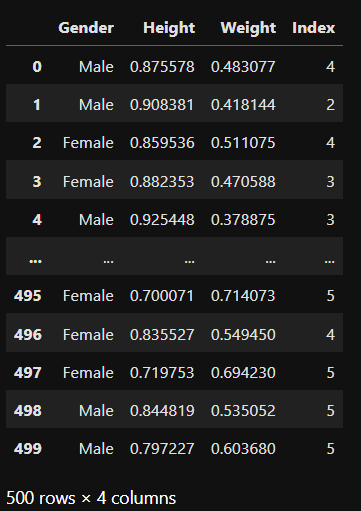 Gender Height Weight Index
0 Male 0.875578 0.483077 4
1 Male 0.908381 0.418144 2
2 Female 0.859536 0.511075 4
3 Female 0.882353 0.470588 3
4 Male 0.925448 0.378875 3
... ... ... ... ...
495 Female 0.700071 0.714073 5
496 Female 0.835527 0.549450 4
497 Female 0.719753 0.694230 5
498 Male 0.844819 0.535052 5
499 Male 0.797227 0.603680 5
500 rows × 4 columns